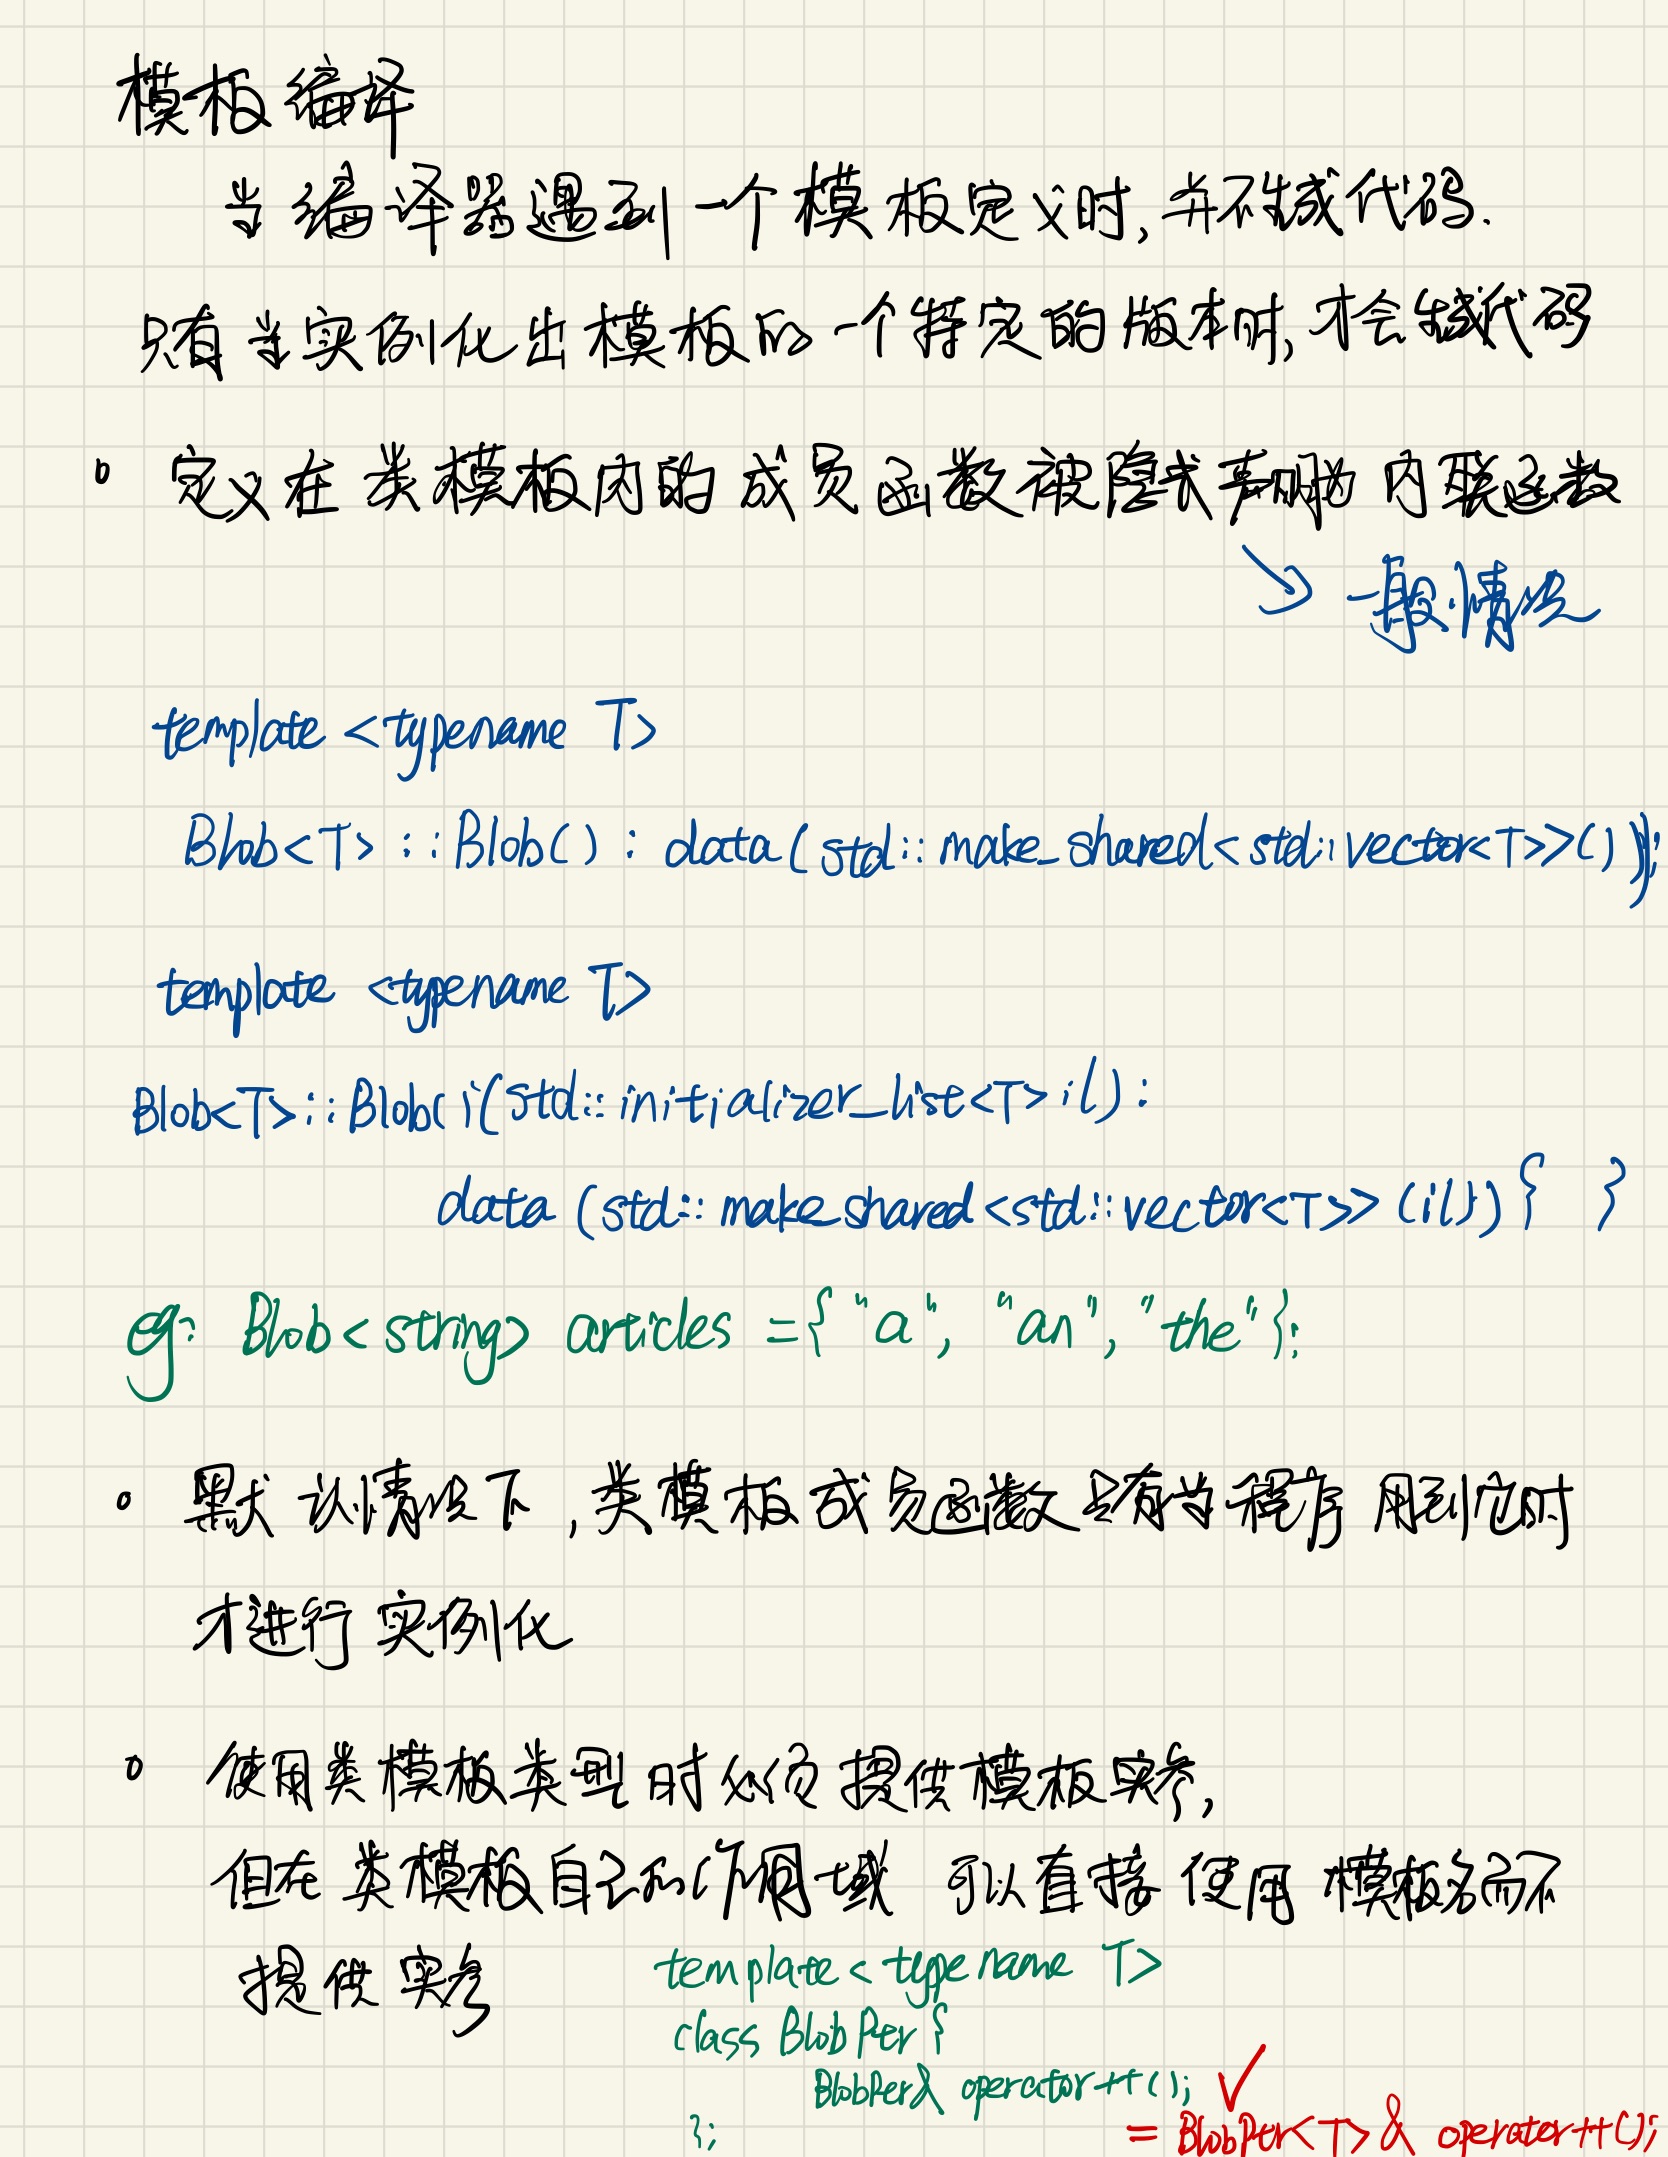 模板编译
当编译器遇到一个模板定义时,并不生成代码.
只有当实例化出模板的一个特定的版本时,才会生成代码
定义在类模板内的成员函数被隐式声明为内联函数
一般情况
template <typename T>
Blob<T>::Blob() : data(std::make_shared<std::vector<T>>());
template <typename T>
Blob<T>::Blob( i(std::initializer_list<T> il):
data (std::make_shared<std::vector<T>> (il)) { }
eg: Blob<string> articles = {"a", "an", "the"};
默认情况下,类模板成员函数只有当程序用到它时
才进行实例化
使用类模板类型时必须提供模板实参,
但在类模板自己的作用域 可以直接使用模板名而不
提供实参
template<typename T>
class BlobPtr {
BlobPtr& operator++(); ✓
};
= BlobPtr<T>& operator++();